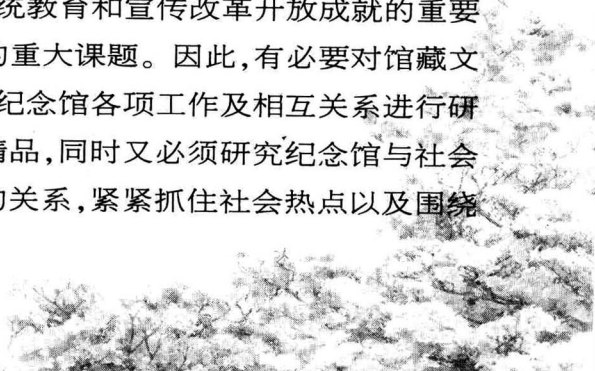 统教育和宣传改革开放成就的重要
的重大课题。因此,有必要对馆藏文
纪念馆各项工作及相互关系进行研
精品,同时又必须研究纪念馆与社会
的关系,紧紧抓住社会热点以及围绕